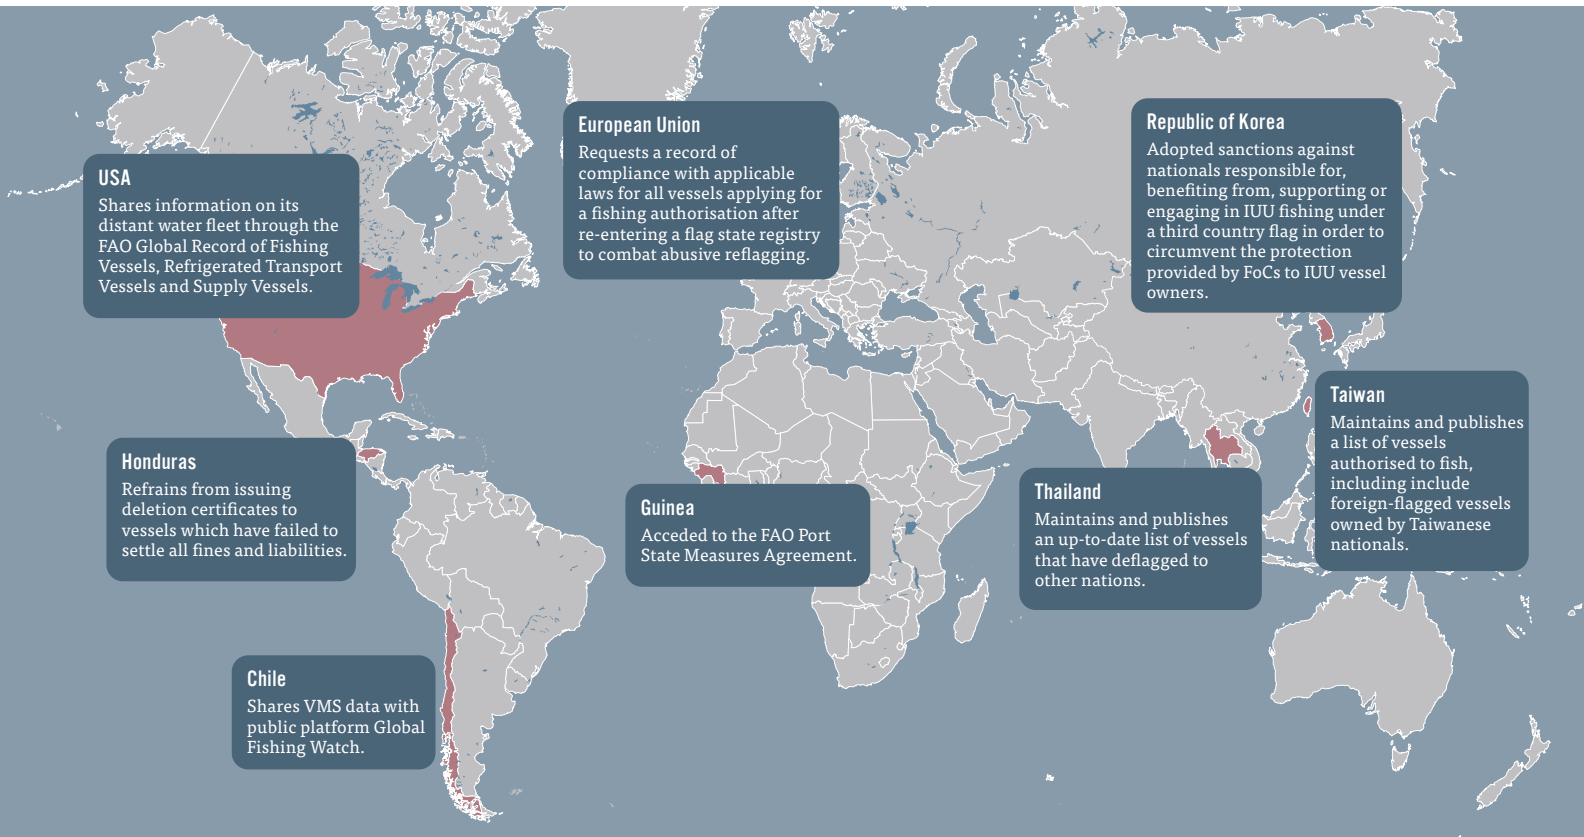 USA
Shares information on its
distant water fleet through the
FAO Global Record of Fishing
Vessels, Refrigerated Transport
Vessels and Supply Vessels.
European Union
Requests a record of
compliance with applicable
laws for all vessels applying for
a fishing authorisation after
re-entering a flag state registry
to combat abusive reflagging.
Republic of Korea
Adopted sanctions against
nationals responsible for,
benefiting from, supporting or
engaging in IUU fishing under
a third country flag in order to
circumvent the protection
provided by FoCs to IUU vessel
owners.
Honduras
Refrains from issuing
deletion certificates to
vessels which have failed to
settle all fines and liabilities.
Guinea
Acceded to the FAO Port
State Measures Agreement.
Thailand
Maintains and publishes
an up-to-date list of vessels
that have deflagged to
other nations.
Taiwan
Maintains and publishes
a list of vessels
authorised to fish,
including include
foreign-flagged vessels
owned by Taiwanese
nationals.
Chile
Shares VMS data with
public platform Global
Fishing Watch.